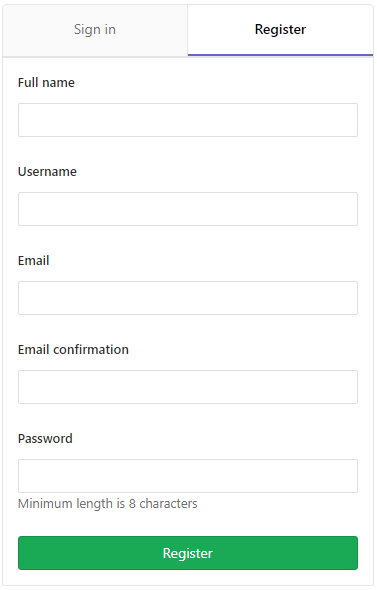 Sign in
Register
Full name
Username
Email
Email confirmation
Password
Minimum length is 8 characters
Register